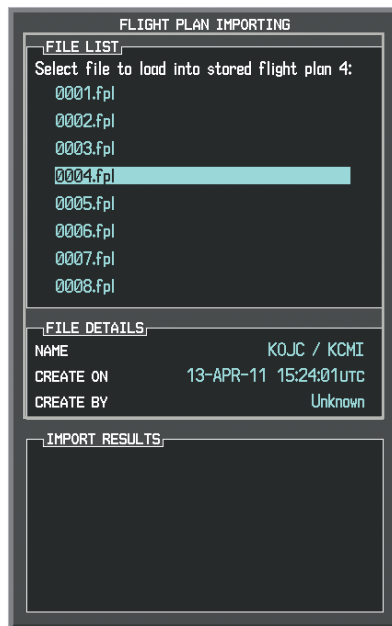 FLIGHT PLAN IMPORTING
FILE LIST
Select file to load into stored flight plan 4:
0001.fpl
0002.fpl
0003.fpl
0004.fpl
0005.fpl
0006.fpl
0007.fpl
0008.fpl
FILE DETAILS
NAME KOJC / KCMI
CREATE ON 13-APR-11 15:24:01UTC
CREATE BY Unknown
IMPORT RESULTS